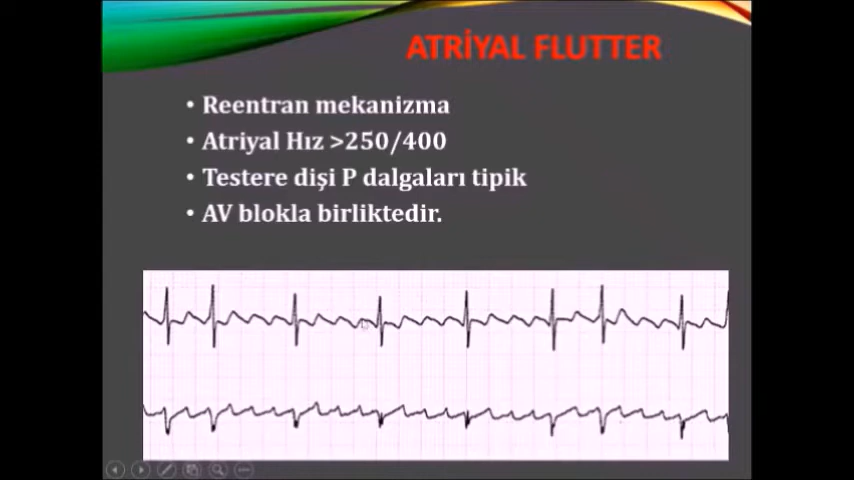 ATRİYAL FLUTTER
• Reentran mekanizma
• Atriyal Hız >250/400
• Testere dişi P dalgaları tipik
• AV blokla birliktedir.